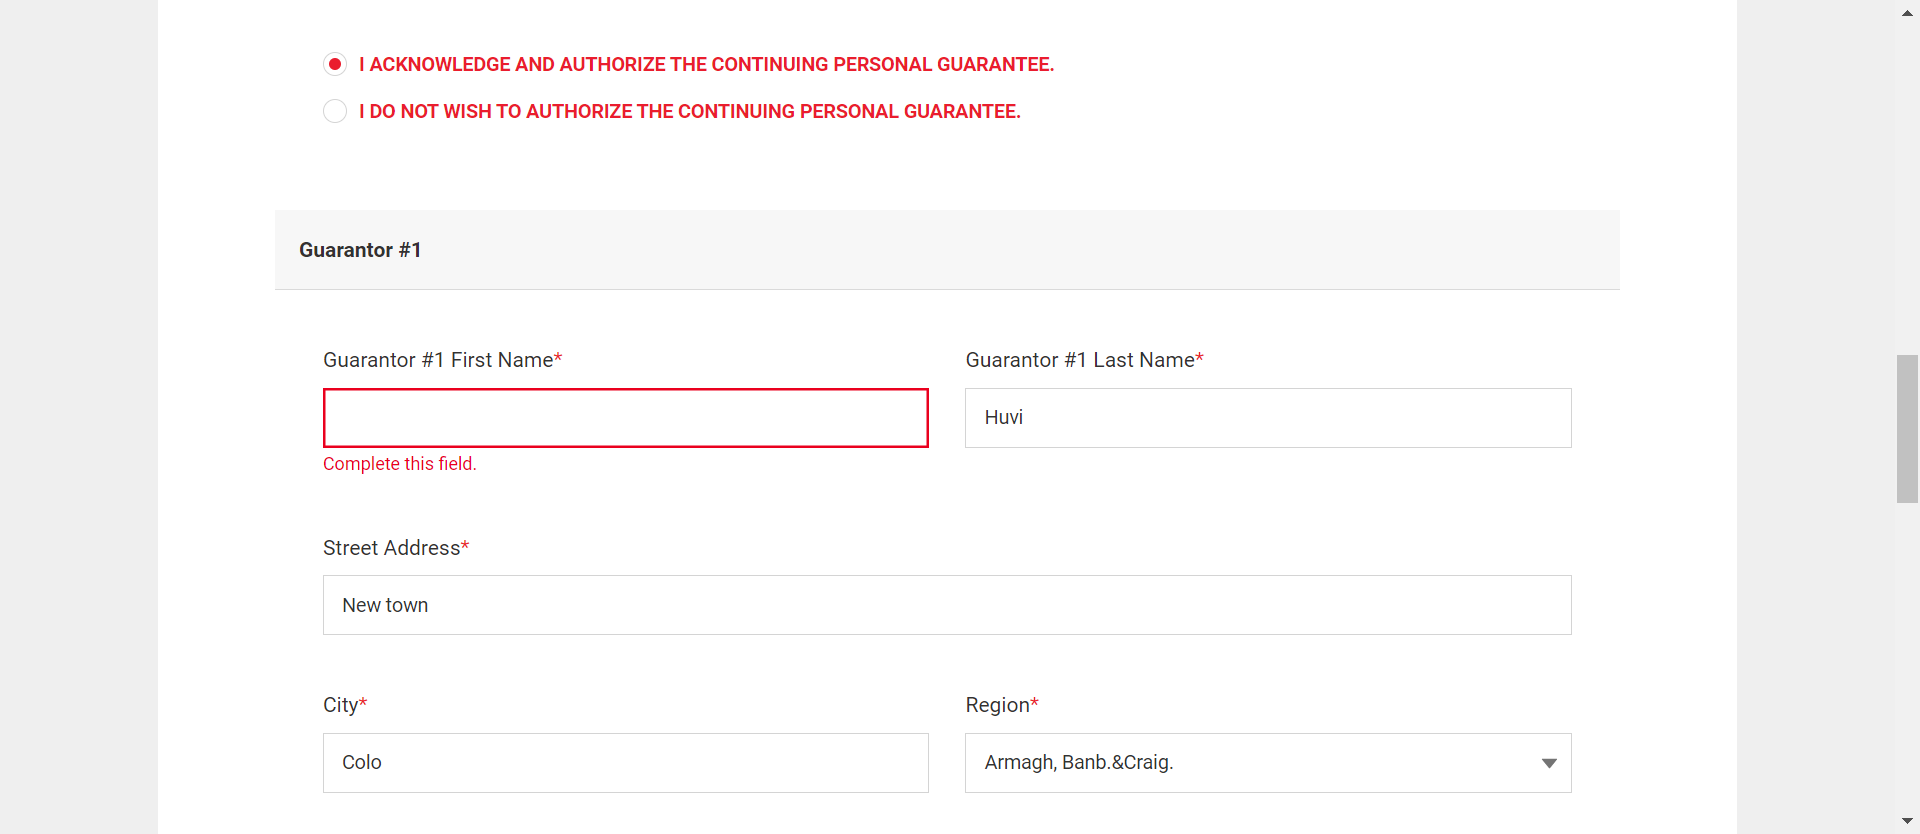 I ACKNOWLEDGE AND AUTHORIZE THE CONTINUING PERSONAL GUARANTEE.
I DO NOT WISH TO AUTHORIZE THE CONTINUING PERSONAL GUARANTEE.
Guarantor #1
Guarantor #1 First Name*
Guarantor #1 Last Name*
Huvi
Complete this field.
Street Address*
New town
City*
Region*
Colo
Armagh, Banb.&Craig.